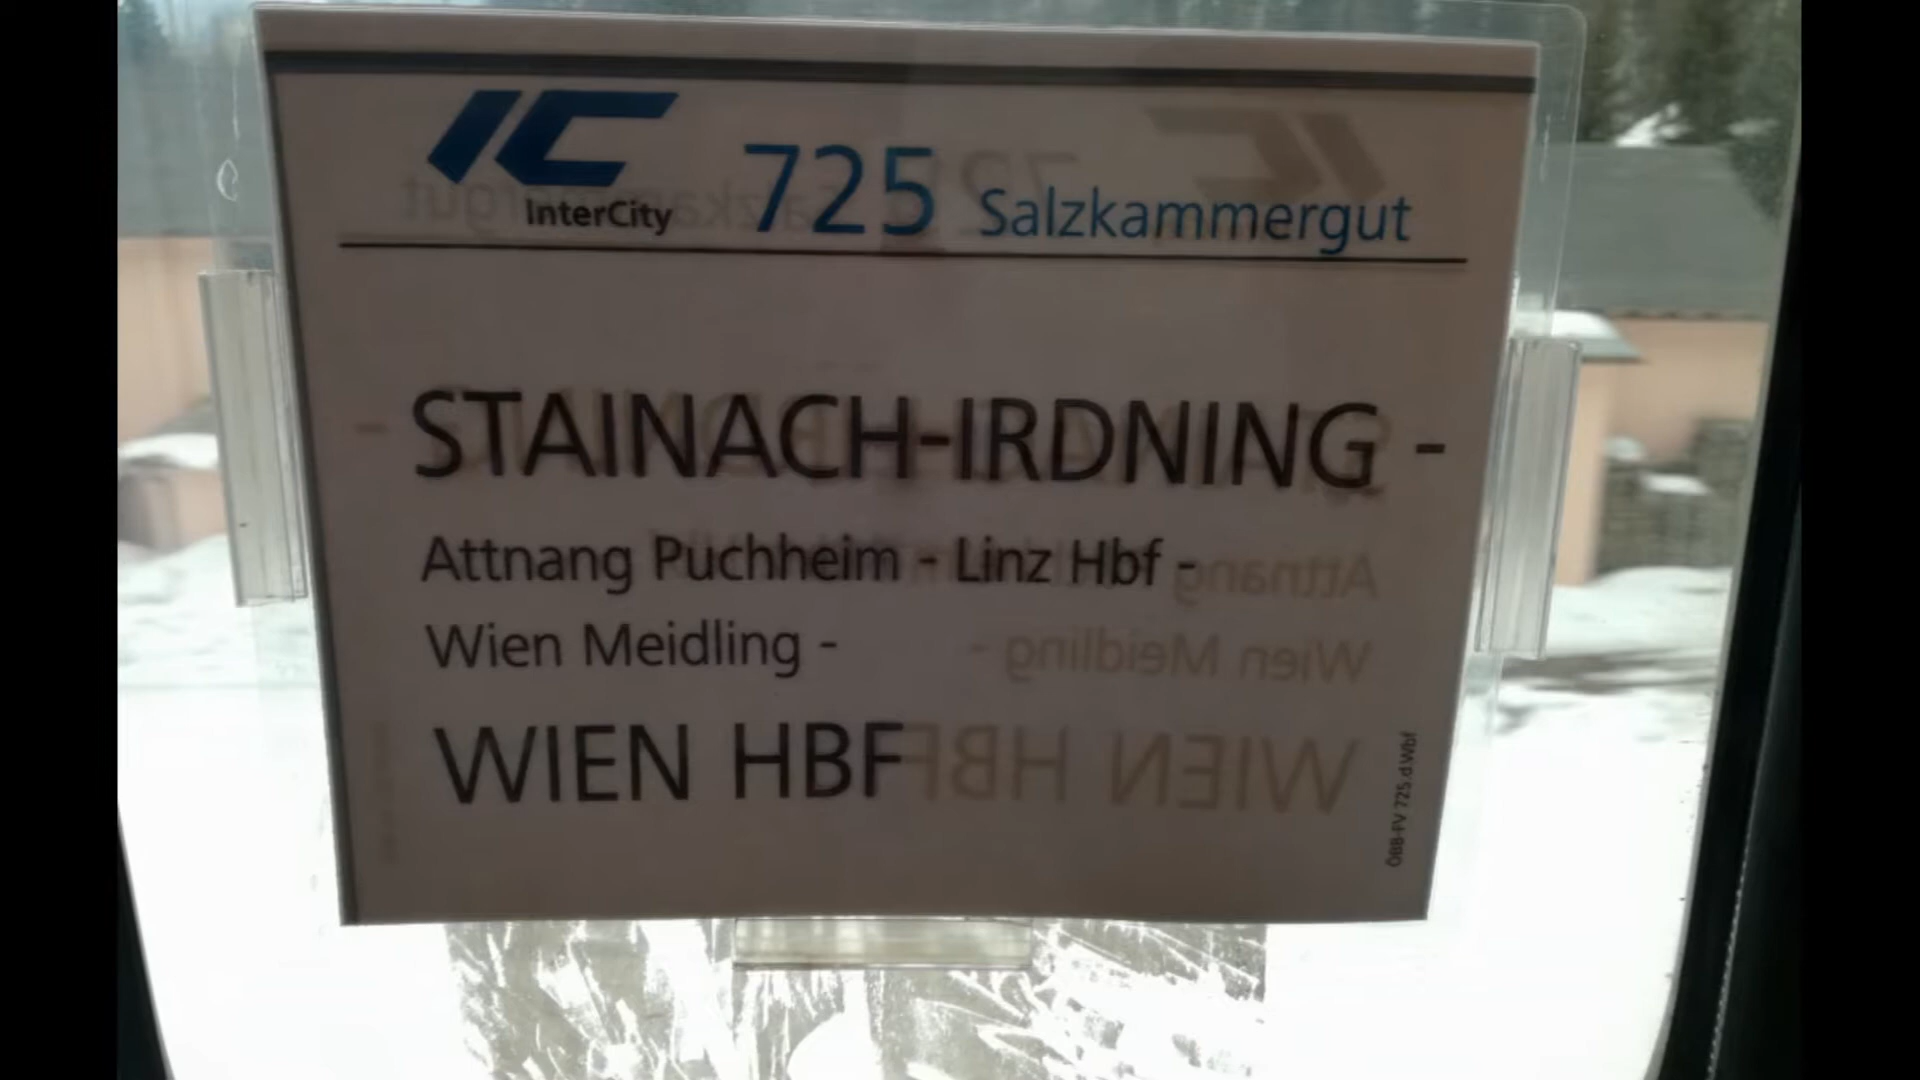 IC
InterCity 725 Salzkammergut
STAINACH-IRDNING -
Attnang Puchheim - Linz Hbf -
Wien Meidling -
WIEN HBF
ÖBB-FV 725.d.Wbf